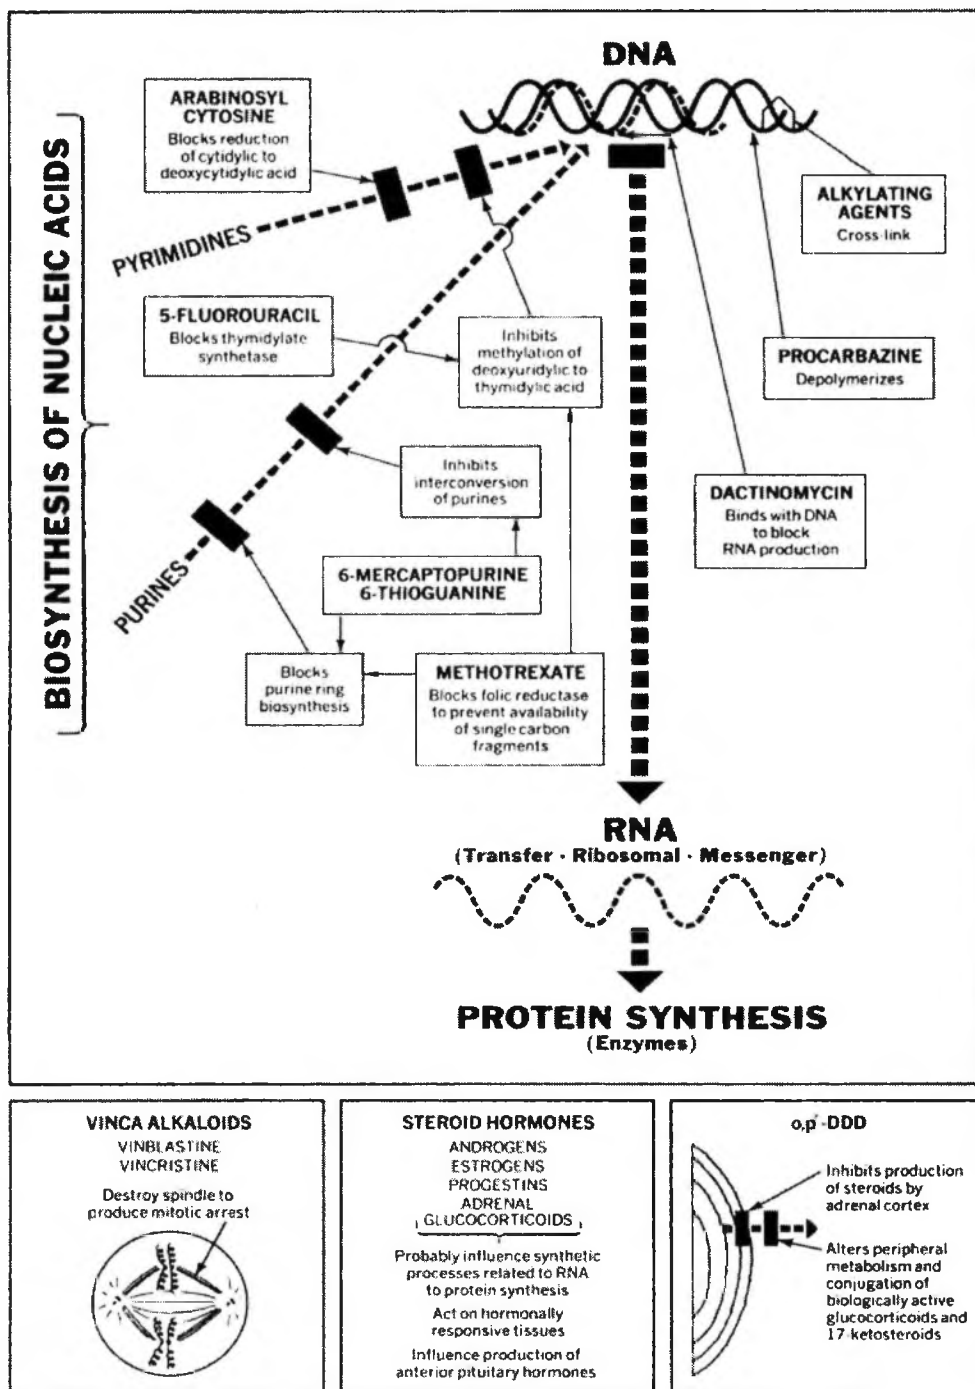 DNA
ARABINOSYL
CYTOSINE
Blocks reduction
of cytidylic to
deoxycytidylic acid
BIOSYNTHESIS OF NUCLEIC ACIDS
PYRIMIDINES
ALKYLATING
AGENTS
Cross-link
5-FLUOROURACIL
Blocks thymidylate
synthetase
Inhibits
methylation of
deoxyuridylic to
thymidylic acid
PROCARBAZINE
Depolymerizes
Inhibits
interconversion
of purines
DACTINOMYCIN
Binds with DNA
to block
RNA production
PURINES
6-MERCAPTOPURINE
6-THIOGUANINE
Blocks
purine ring
biosynthesis
METHOTREXATE
Blocks folic reductase
to prevent availability
of single carbon
fragments
RNA
(Transfer · Ribosomal · Messenger)
PROTEIN SYNTHESIS
(Enzymes)
VINCA ALKALOIDS
VINBLASTINE
VINCRISTINE
Destroy spindle to
produce mitotic arrest
STEROID HORMONES
ANDROGENS
ESTROGENS
PROGESTINS
ADRENAL
GLUCOCORTICOIDS
Probably influence synthetic
processes related to RNA
to protein synthesis
Act on hormonally
responsive tissues
Influence production of
anterior pituitary hormones
o,p'-DDD
Inhibits production
of steroids by
adrenal cortex
Alters peripheral
metabolism and
conjugation of
biologically active
glucocorticoids and
17-ketosteroids